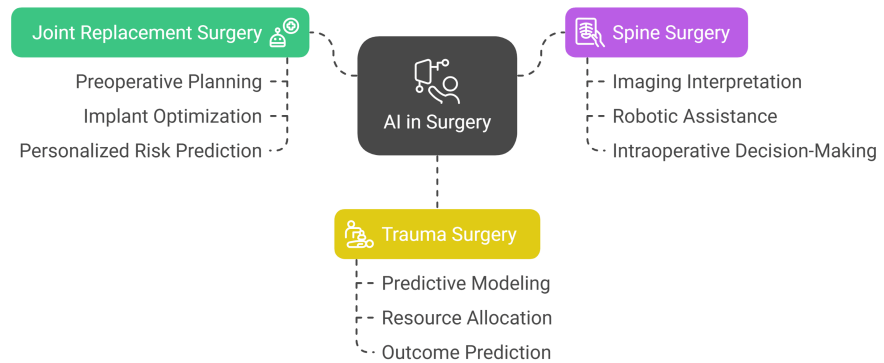 Joint Replacement Surgery
Preoperative Planning
Implant Optimization
Personalized Risk Prediction
AI in Surgery
Spine Surgery
Imaging Interpretation
Robotic Assistance
Intraoperative Decision-Making
Trauma Surgery
Predictive Modeling
Resource Allocation
Outcome Prediction